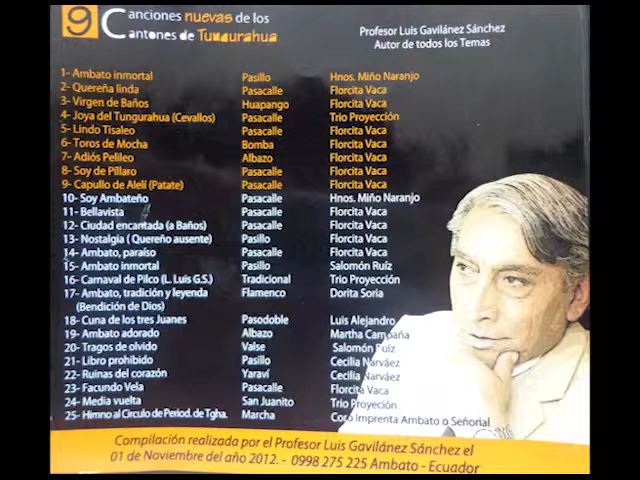 9 Canciones nuevas de los
Cantones de Tungurahua
Profesor Luis Gavilánez Sánchez
Autor de todos los Temas
1- Ambato inmortal Pasillo Hnos. Miño Naranjo
2- Quereña linda Pasacalle Florcita Vaca
3- Virgen de Baños Huapango Florcita Vaca
4- Joya del Tungurahua (Cevallos) Pasacalle Trio Proyección
5- Lindo Tisaleo Pasacalle Florcita Vaca
6- Toros de Mocha Bomba Florcita Vaca
7- Adiós Pelileo Albazo Florcita Vaca
8- Soy de Píllaro Pasacalle Florcita Vaca
9- Capullo de Alelí (Patate) Pasacalle Florcita Vaca
10- Soy Ambateño Pasacalle Hnos. Miño Naranjo
11- Bellavista Pasacalle Florcita Vaca
12- Ciudad encantada (a Baños) Pasacalle Florcita Vaca
13- Nostalgia ( Quereño ausente) Pasillo Florcita Vaca
14- Ambato, paraíso Pasacalle Florcita Vaca
15- Ambato inmortal Pasillo Salomón Ruíz
16- Carnaval de Pilco (L. Luis G.S.) Tradicional Trio Proyección
17- Ambato, tradición y leyenda Flamenco Dorita Soria
(Bendición de Dios)
18- Cuna de los tres Juanes Pasodoble Luis Alejandro
19- Ambato adorado Albazo Martha Campaña
20- Tragos de olvido Valse Salomón Ruíz
21- Libro prohibido Pasillo Cecilia Narváez
22- Ruinas del corazón Yaraví Cecilia Narváez
23- Facundo Vela Pasacalle Florcita Vaca
24- Media vuelta San Juanito Trio Proyeción
25- Himno al Círculo de Period. de Tgha. Marcha Coro Imprenta Ambato o Señorial
Compilación realizada por el Profesor Luis Gavilánez Sánchez el
01 de Noviembre del año 2012. - 0998 275 225 Ambato - Ecuador